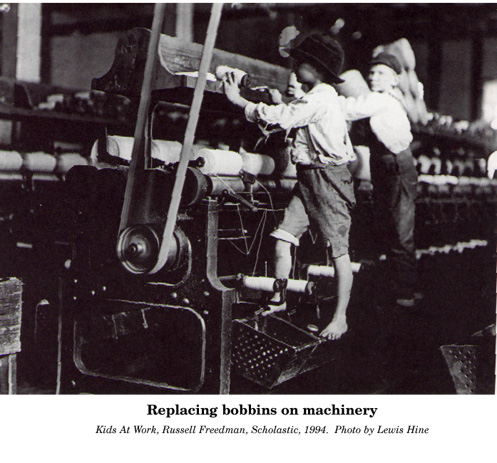 Replacing bobbins on machinery
Kids At Work, Russell Freedman, Scholastic, 1994.  Photo by Lewis Hine